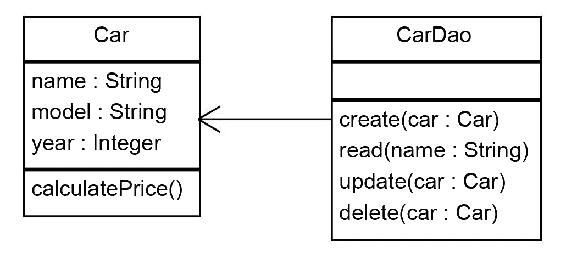 Car
name : String
model : String
year : Integer
calculatePrice()
CarDao
create(car : Car)
read(name : String)
update(car : Car)
delete(car : Car)